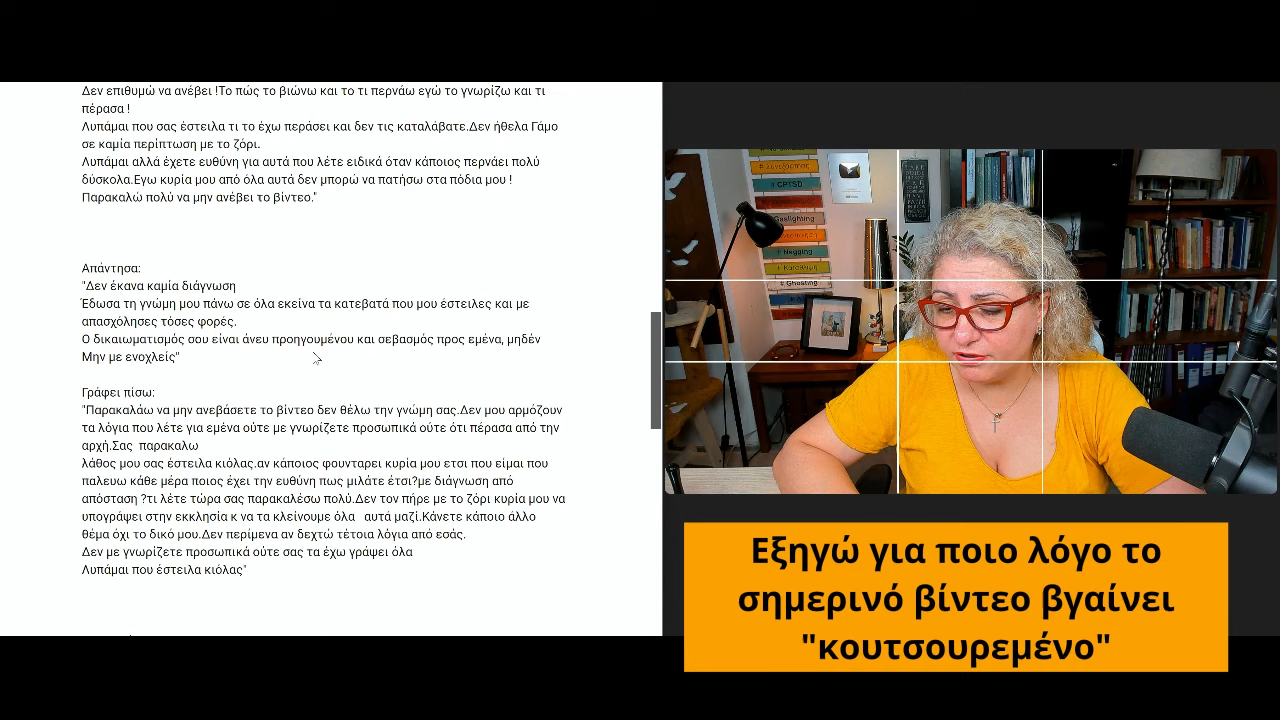 Δεν επιθυμώ να ανέβει !Το πώς το βιώνω και το τι περνάω εγώ το γνωρίζω και τι
πέρασα !
Λυπάμαι που σας έστειλα τι το έχω περάσει και δεν τις καταλάβατε.Δεν ήθελα Γάμο
σε καμία περίπτωση με το ζόρι.
Λυπάμαι αλλά έχετε ευθύνη για αυτά που λέτε ειδικά όταν κάποιος περνάει πολύ
δύσκολα.Εγω κυρία μου από όλα αυτά δεν μπορώ να πατήσω στα πόδια μου !
Παρακαλώ πολύ να μην ανέβει το βίντεο."
Απάντησα:
"Δεν έκανα καμία διάγνωση
Έδωσα τη γνώμη μου πάνω σε όλα εκείνα τα κατεβατά που μου έστειλες και με
απασχόλησες τόσες φορές.
Ο δικαιωματισμός σου είναι άνευ προηγουμένου και σεβασμός προς εμένα, μηδέν
Μην με ενοχλείς"
Γράφει πίσω:
"Παρακαλάω να μην ανεβάσετε το βίντεο δεν θέλω την γνώμη σας.Δεν μου αρμόζουν
τα λόγια που λέτε για εμένα ούτε με γνωρίζετε προσωπικά ούτε ότι πέρασα από την
αρχή.Σας παρακαλω
λάθος μου σας έστειλα κιόλας.αν κάποιος φουνταρει κυρία μου ετσι που είμαι που
παλευω κάθε μέρα ποιος έχει την ευθύνη πως μιλάτε έτσι?με διάγνωση από
απόσταση ?τι λέτε τώρα σας παρακαλέσω πολύ.Δεν τον πήρε με το ζόρι κυρία μου να
υπογράψει στην εκκλησία κ να τα κλείνουμε όλα αυτά μαζί.Κάνετε κάποιο άλλο
θέμα όχι το δικό μου.Δεν περίμενα αν δεχτώ τέτοια λόγια από εσάς.
Δεν με γνωρίζετε προσωπικά ούτε σας τα έχω γράψει όλα
Λυπάμαι που έστειλα κιόλας"
# CPTSD
Gaslighting
# Negging
# Ghosting
Εξηγώ για ποιο λόγο το
σημερινό βίντεο βγαίνει
"κουτσουρεμένο"